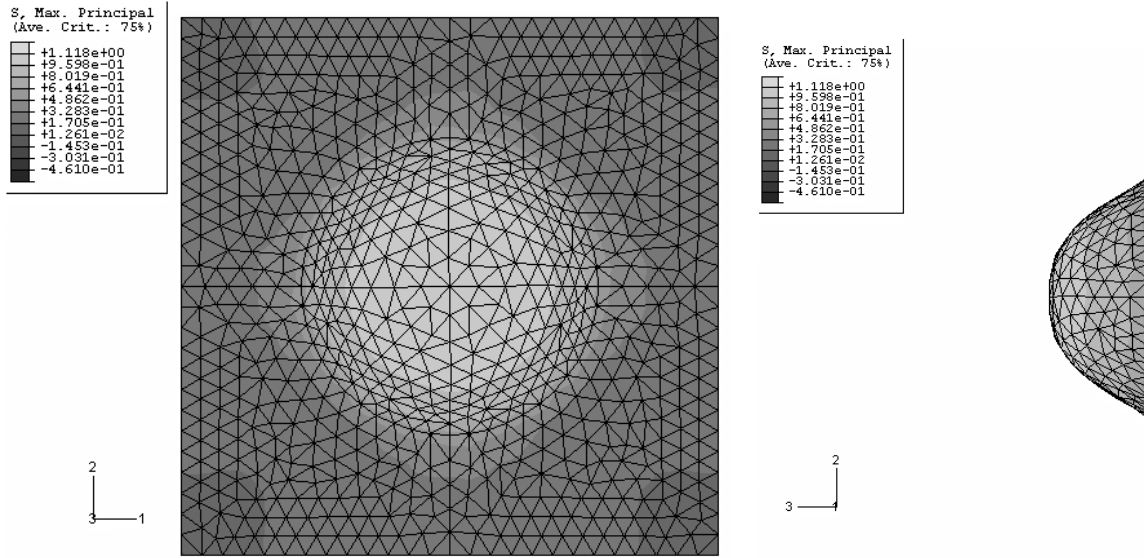 S, Max. Principal
(Ave. Crit.: 75%)
+1.118e+00
+9.598e-01
+8.019e-01
+6.441e-01
+4.862e-01
+3.283e-01
+1.705e-01
+1.261e-02
-1.453e-01
-3.031e-01
-4.610e-01
2
3
1
S, Max. Principal
(Ave. Crit.: 75%)
+1.118e+00
+9.598e-01
+8.019e-01
+6.441e-01
+4.862e-01
+3.283e-01
+1.705e-01
+1.261e-02
-1.453e-01
-3.031e-01
-4.610e-01
2
3
1